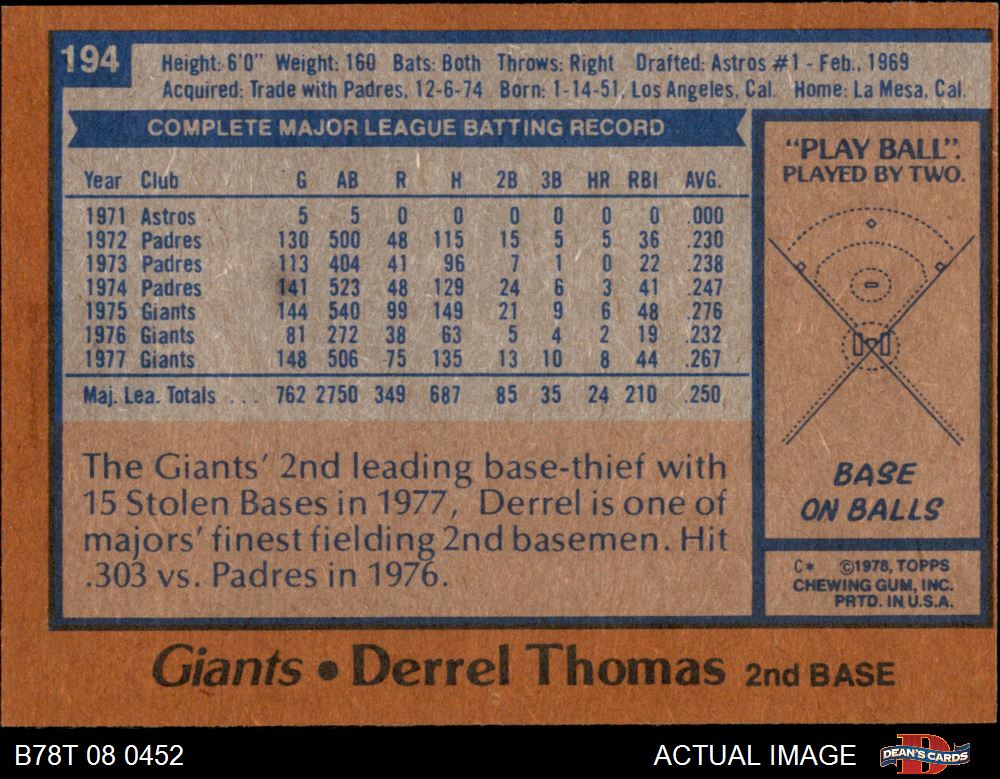 194
Height: 6'0" Weight: 160 Bats: Both Throws: Right Drafted: Astros #1 - Feb., 1969
Acquired: Trade with Padres, 12-6-74 Born: 1-14-51, Los Angeles, Cal. Home: La Mesa, Cal.
COMPLETE MAJOR LEAGUE BATTING RECORD
Year Club G AB R H 2B 3B HR RBI AVG.
1971 Astros 5 5 0 0 0 0 0 0 .000
1972 Padres 130 500 48 115 15 5 5 36 .230
1973 Padres 113 404 41 96 7 1 0 22 .238
1974 Padres 141 523 48 129 24 6 3 41 .247
1975 Giants 144 540 99 149 21 9 6 48 .276
1976 Giants 81 272 38 63 5 4 2 19 .232
1977 Giants 148 506 75 135 13 10 8 44 .267
Maj. Lea. Totals ... 762 2750 349 687 85 35 24 210 .250
The Giants' 2nd leading base-thief with
15 Stolen Bases in 1977, Derrel is one of
majors' finest fielding 2nd basemen. Hit
.303 vs. Padres in 1976.
"PLAY BALL".
PLAYED BY TWO.
BASE
ON BALLS
C* ©1978, TOPPS
CHEWING GUM, INC.
PRTD. IN U.S.A.
Giants • Derrel Thomas 2nd BASE
B78T 08 0452 ACTUAL IMAGE
DEAN'S CARDS